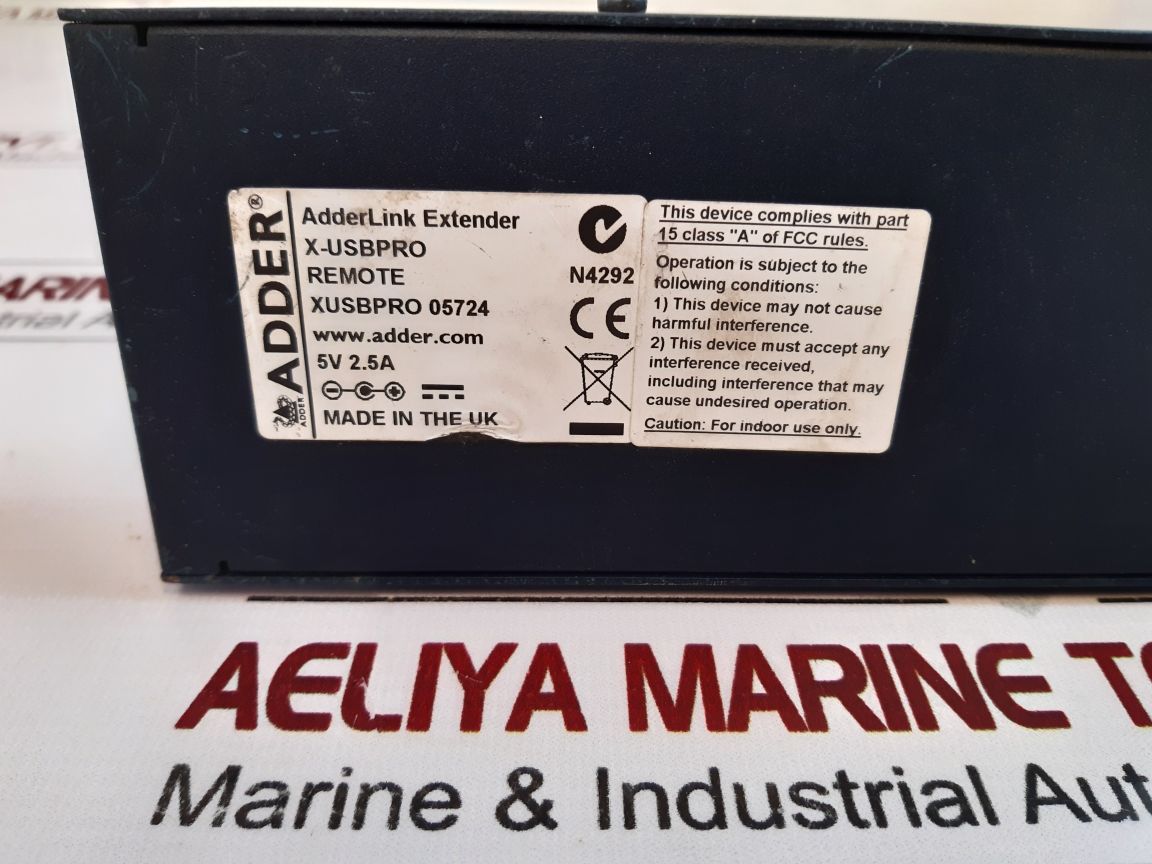 ADDER®
ADDER
AdderLink Extender
X-USBPRO
REMOTE
XUSBPRO 05724
www.adder.com
5V 2.5A
MADE IN THE UK
N4292
CE
This device complies with part
15 class "A" of FCC rules.
Operation is subject to the
following conditions:
1) This device may not cause
harmful interference.
2) This device must accept any
interference received,
including interference that may
cause undesired operation.
Caution: For indoor use only.
AELIYA MARINE
Marine & Industrial